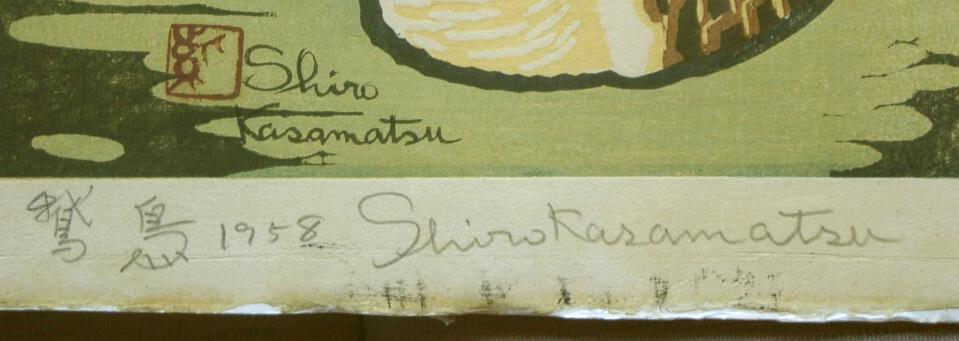 Shiro
Kasamatsu
鵞鳥 1958 Shiro Kasamatsu